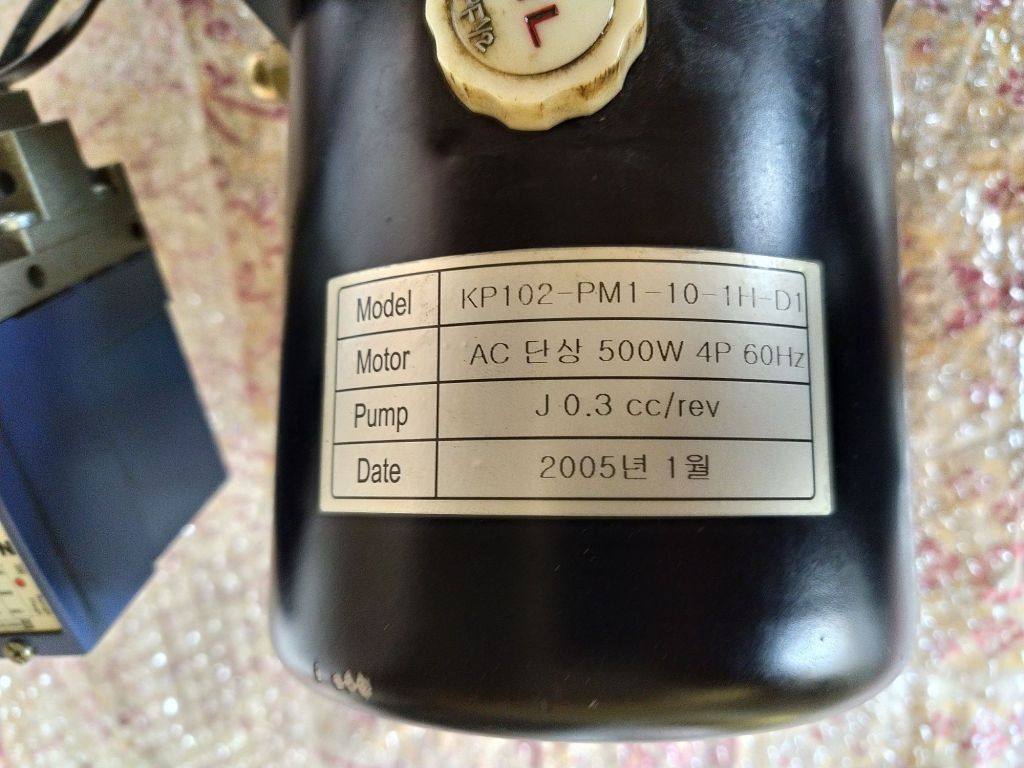 L
Model KP102-PM1-10-1H-D1
Motor AC 단상 500W 4P 60Hz
Pump J 0.3 cc/rev
Date 2005년 1월